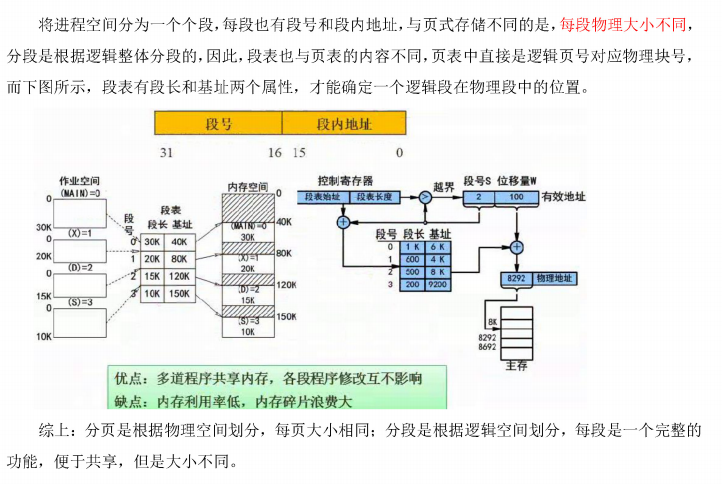 将进程空间分为一个个段，每段也有段号和段内地址，与页式存储不同的是，每段物理大小不同，
分段是根据逻辑整体分段的，因此，段表也与页表的内容不同，页表中直接是逻辑页号对应物理块号，
而下图所示，段表有段长和基址两个属性，才能确定一个逻辑段在物理段中的位置。
段号 段内地址
31 16 15 0
作业空间
(MAIN)=0
0
30K
(X)=1
0
20K
(D)=2
0
15K
(S)=3
0
10K
段号
段表
段长 基址
0 30K 40K
1 20K 80K
2 15K 120K
3 10K 150K
内存空间
0
40K
(MAIN)=0
30K
80K
(X)=1
20K
120K
(D)=2
15K
150K
(S)=3
10K
控制寄存器
段表始址 段表长度
>
越界
段号S 位移量W
2 100
有效地址
+
段号 段长 基址
0 1 K 6 K
1 600 4 K
2 500 8 K
3 200 9200
+
8292 物理地址
8K
8292
8692
主存
优点：多道程序共享内存，各段程序修改互不影响
缺点：内存利用率低，内存碎片浪费大
综上：分页是根据物理空间划分，每页大小相同；分段是根据逻辑空间划分，每段是一个完整的
功能，便于共享，但是大小不同。